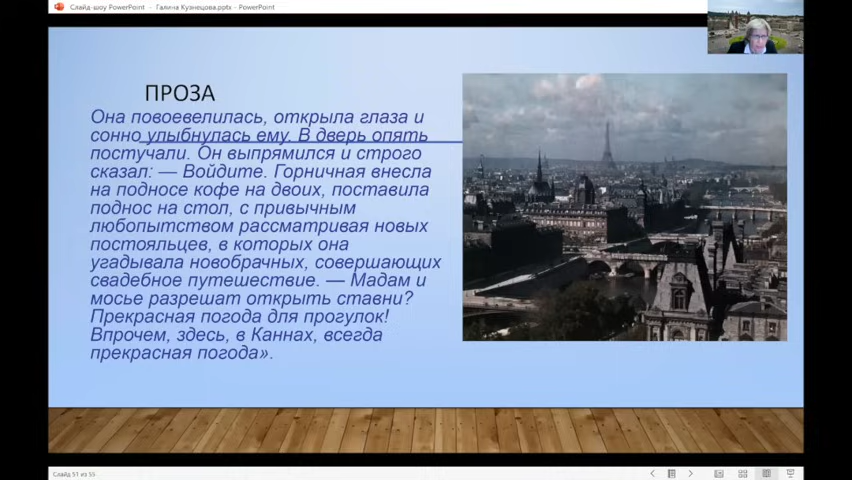 Слайд-шоу PowerPoint - Галина Кузнецова.pptx - PowerPoint
ПРОЗА
Она повоевелилась, открыла глаза и
сонно улыбнулась ему. В дверь опять
постучали. Он выпрямился и строго
сказал: — Войдите. Горничная внесла
на подносе кофе на двоих, поставила
поднос на стол, с привычным
любопытством рассматривая новых
постояльцев, в которых она
угадывала новобрачных, совершающих
свадебное путешествие. — Мадам и
мосье разрешат открыть ставни?
Прекрасная погода для прогулок!
Впрочем, здесь, в Каннах, всегда
прекрасная погода».
Слайд 51 из 55